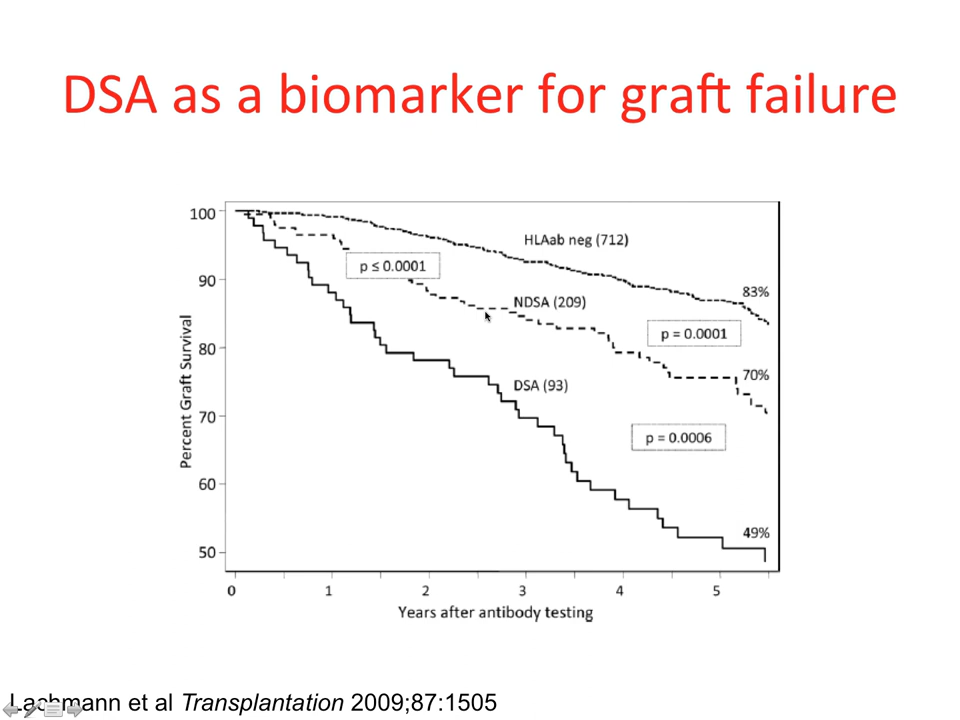 DSA as a biomarker for graft failure
100
HLAab neg (712)
p ≤ 0.0001
90
NDSA (209)
83%
p = 0.0001
80
DSA (93)
70%
70
p = 0.0006
60
49%
50
Percent Graft Survival
0 1 2 3 4 5
Years after antibody testing
Lachmann et al Transplantation 2009;87:1505